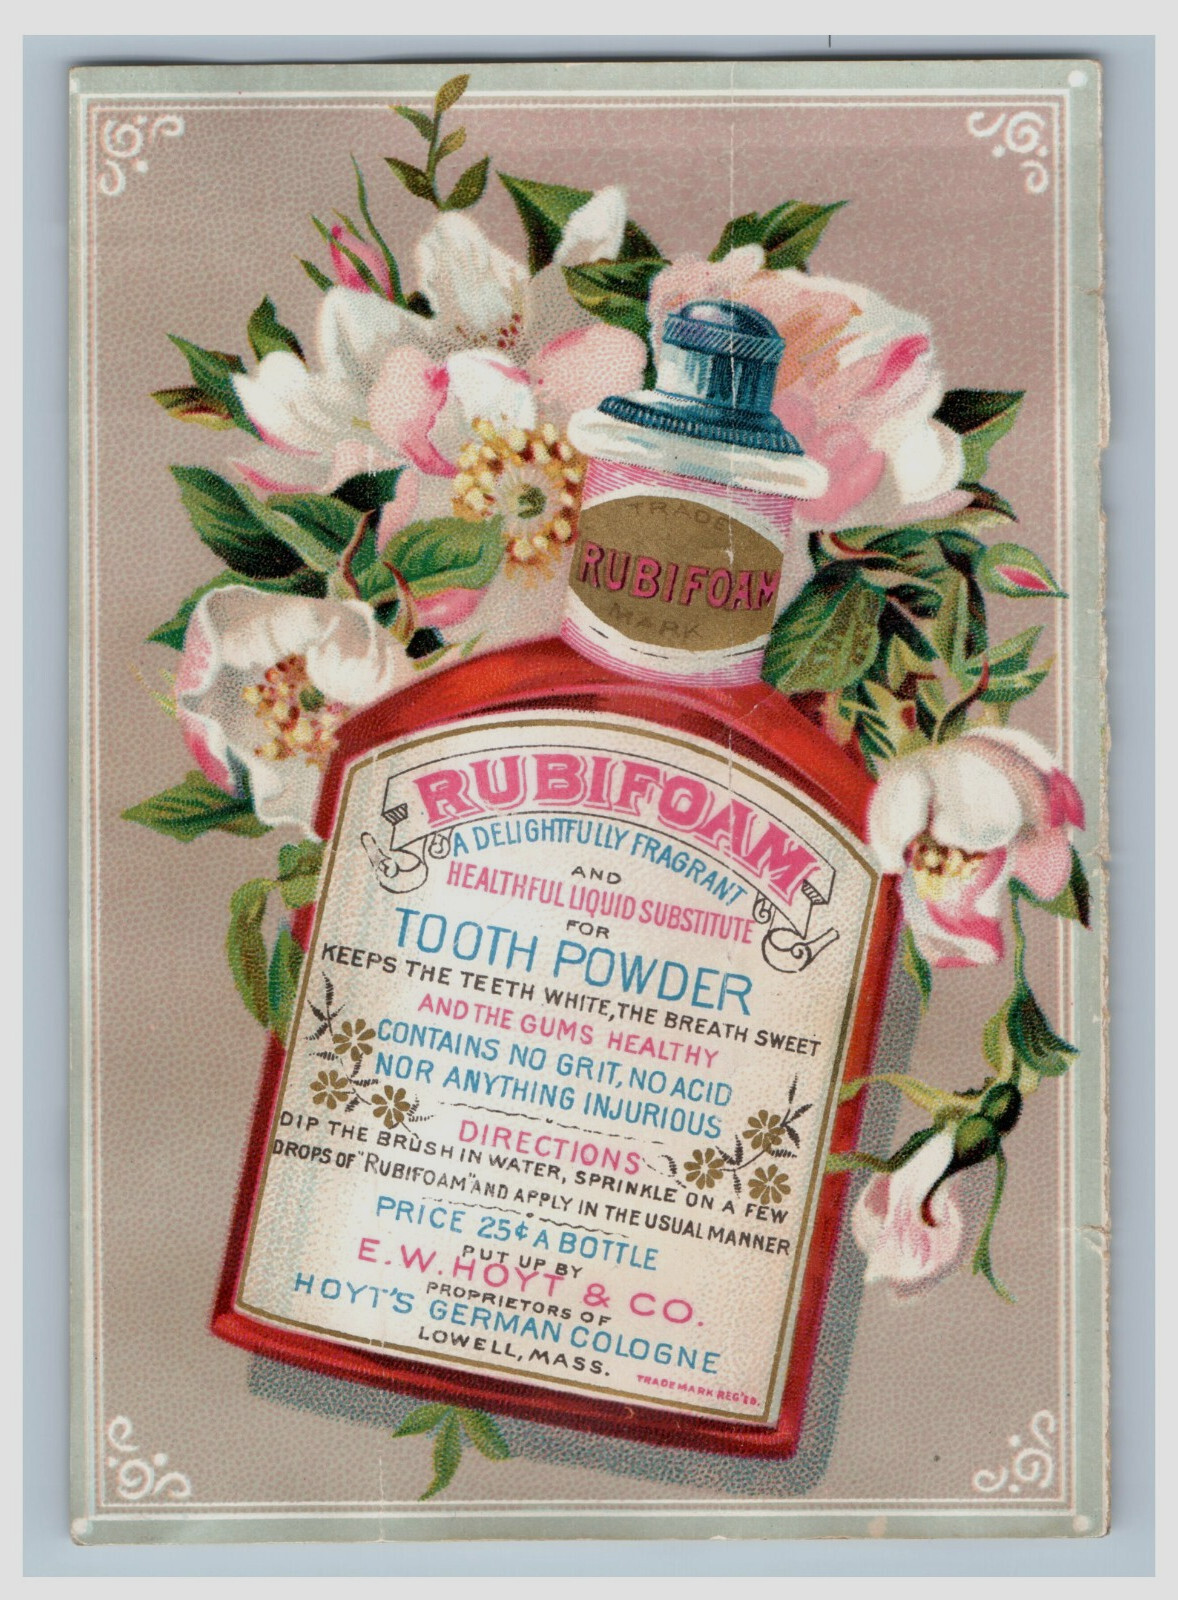 TRADE
RUBIFOAM
MARK
RUBIFOAM
A DELIGHTFULLY FRAGRANT
AND
HEALTHFUL LIQUID SUBSTITUTE
FOR
TOOTH POWDER
KEEPS THE TEETH WHITE, THE BREATH SWEET
AND THE GUMS HEALTHY
CONTAINS NO GRIT, NO ACID
NOR ANYTHING INJURIOUS
DIRECTIONS
DIP THE BRUSH IN WATER, SPRINKLE ON A FEW
DROPS OF "RUBIFOAM" AND APPLY IN THE USUAL MANNER
PRICE 25¢ A BOTTLE
PUT UP BY
E. W. HOYT & CO.
PROPRIETORS OF
HOYT'S GERMAN COLOGNE
LOWELL, MASS.
TRADE MARK REG'ED.